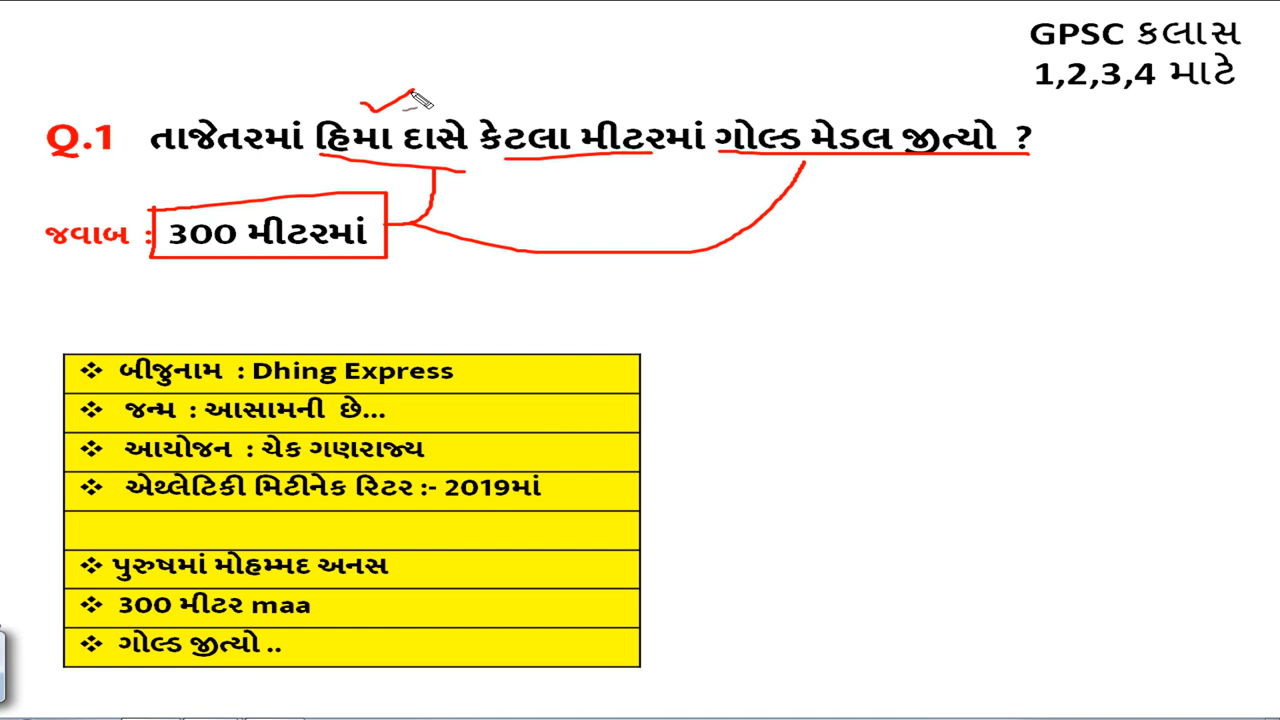 GPSC કલાસ
1,2,3,4 માટે
Q.1 તાજેતરમાં હિમા દાસે કેટલા મીટરમાં ગોલ્ડ મેડલ જીત્યો ?
જવાબ : 300 મીટરમાં
❖ બીજુનામ : Dhing Express
❖ જન્મ : આસામની છે...
❖ આયોજન : ચેક ગણરાજ્ય
❖ એથ્લેટિકી મિટીનેક રિટર :- 2019માં
❖ પુરુષમાં મોહમ્મદ અનસ
❖ 300 મીટર maa
❖ ગોલ્ડ જીત્યો ..